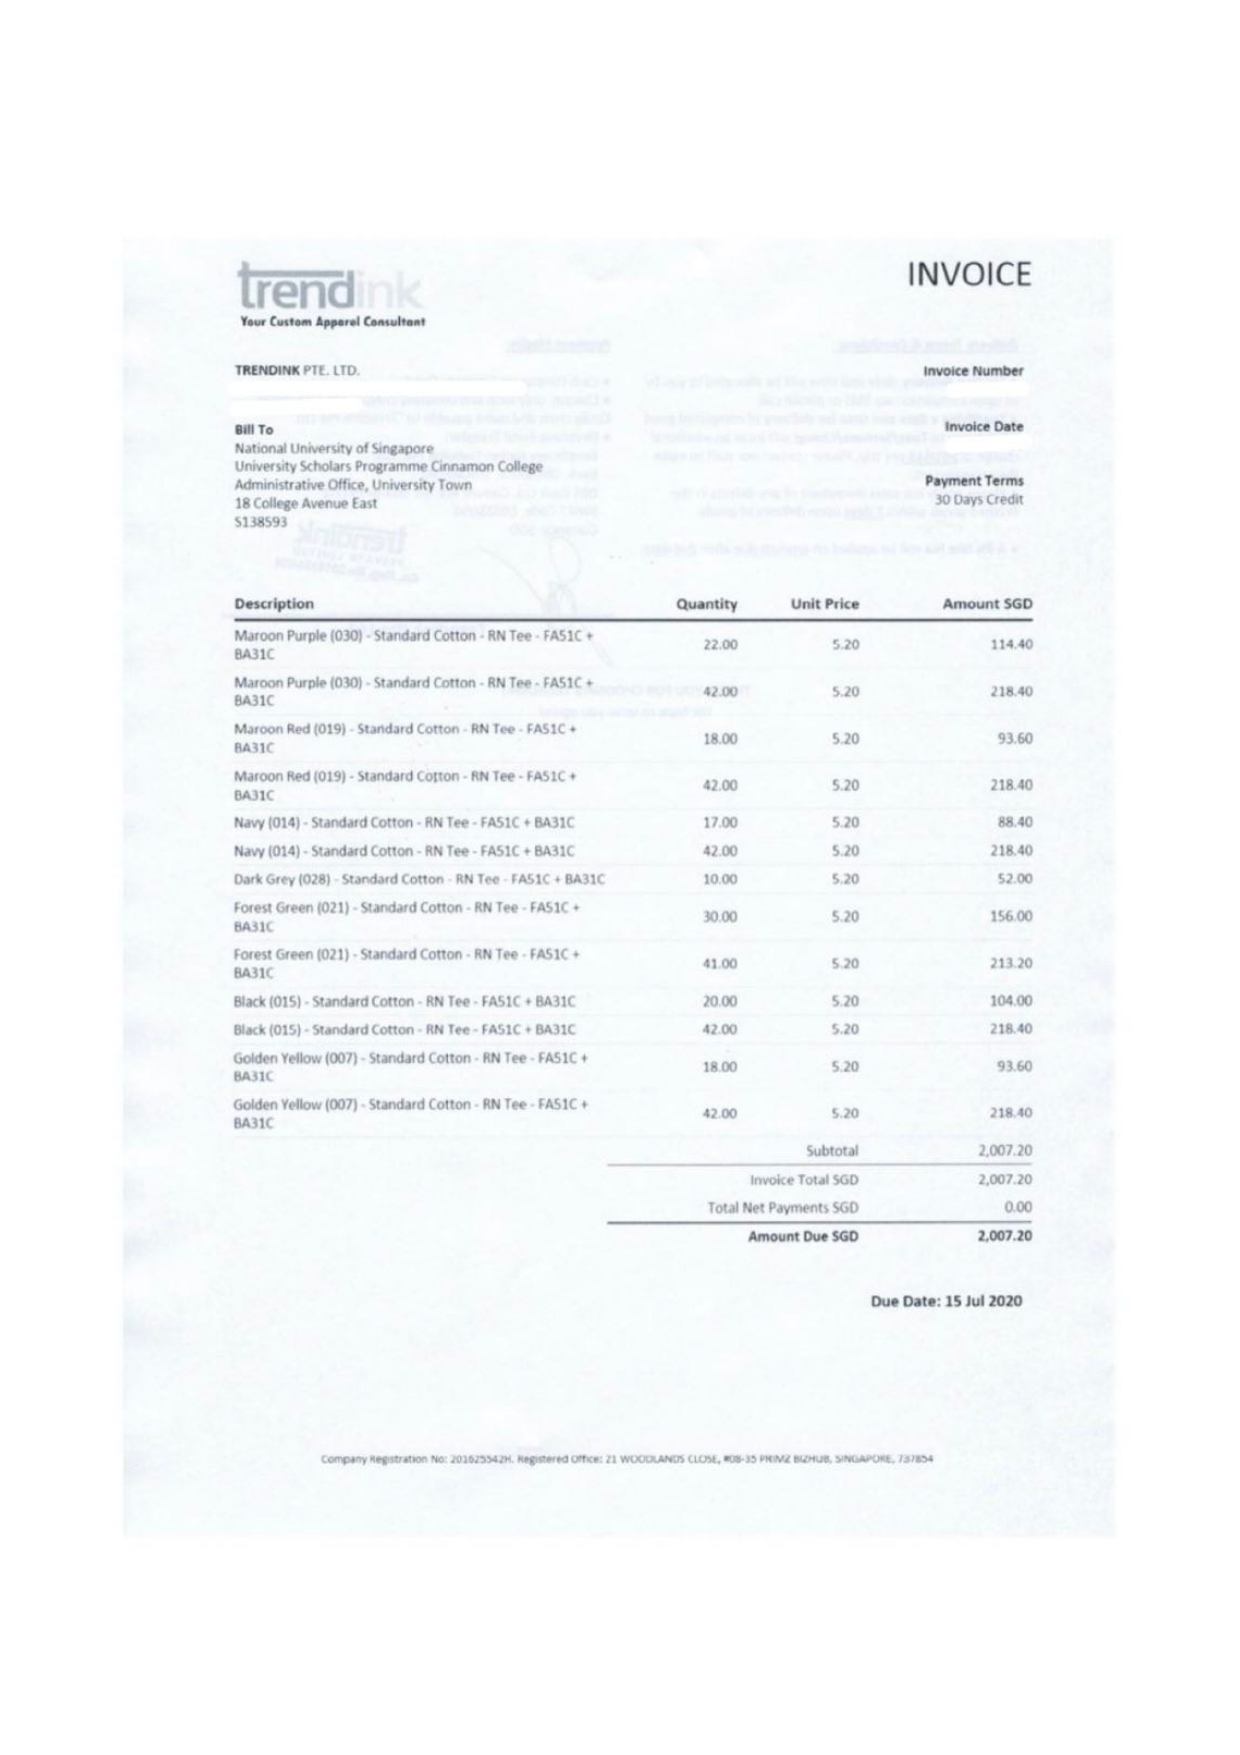 trendink
Your Custom Apparel Consultant
INVOICE
TRENDINK PTE. LTD.
Invoice Number
Bill To
National University of Singapore
University Scholars Programme Cinnamon College
Administrative Office, University Town
18 College Avenue East
S138593
Invoice Date
Payment Terms
30 Days Credit
Description Quantity Unit Price Amount SGD
Maroon Purple (030) - Standard Cotton - RN Tee - FA51C +
BA31C 22.00 5.20 114.40
Maroon Purple (030) - Standard Cotton - RN Tee - FA51C +
BA31C 42.00 5.20 218.40
Maroon Red (019) - Standard Cotton - RN Tee - FA51C +
BA31C 18.00 5.20 93.60
Maroon Red (019) - Standard Cotton - RN Tee - FA51C +
BA31C 42.00 5.20 218.40
Navy (014) - Standard Cotton - RN Tee - FA51C + BA31C 17.00 5.20 88.40
Navy (014) - Standard Cotton - RN Tee - FA51C + BA31C 42.00 5.20 218.40
Dark Grey (028) - Standard Cotton - RN Tee - FA51C + BA31C 10.00 5.20 52.00
Forest Green (021) - Standard Cotton - RN Tee - FA51C +
BA31C 30.00 5.20 156.00
Forest Green (021) - Standard Cotton - RN Tee - FA51C +
BA31C 41.00 5.20 213.20
Black (015) - Standard Cotton - RN Tee - FA51C + BA31C 20.00 5.20 104.00
Black (015) - Standard Cotton - RN Tee - FA51C + BA31C 42.00 5.20 218.40
Golden Yellow (007) - Standard Cotton - RN Tee - FA51C +
BA31C 18.00 5.20 93.60
Golden Yellow (007) - Standard Cotton - RN Tee - FA51C +
BA31C 42.00 5.20 218.40
Subtotal 2,007.20
Invoice Total SGD 2,007.20
Total Net Payments SGD 0.00
Amount Due SGD 2,007.20
Due Date: 15 Jul 2020
Company Registration No: 201625542H. Registered Office: 21 WOODLANDS CLOSE, #08-35 PRIMZ BIZHUB, SINGAPORE, 737854